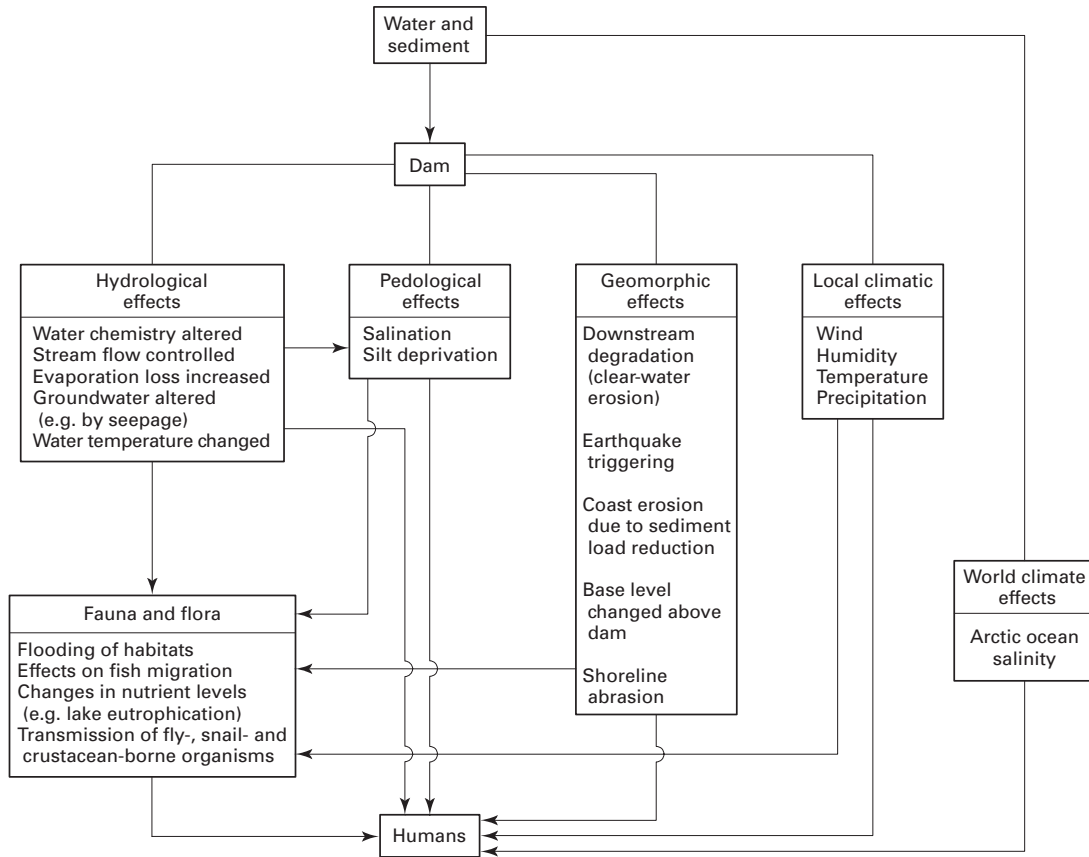 Water and
sediment
Dam
Hydrological
effects
Water chemistry altered
Stream flow controlled
Evaporation loss increased
Groundwater altered
(e.g. by seepage)
Water temperature changed
Pedological
effects
Salination
Silt deprivation
Geomorphic
effects
Downstream
degradation
(clear-water
erosion)
Earthquake
triggering
Coast erosion
due to sediment
load reduction
Base level
changed above
dam
Shoreline
abrasion
Local climatic
effects
Wind
Humidity
Temperature
Precipitation
World climate
effects
Arctic ocean
salinity
Fauna and flora
Flooding of habitats
Effects on fish migration
Changes in nutrient levels
(e.g. lake eutrophication)
Transmission of fly-, snail- and
crustacean-borne organisms
Humans